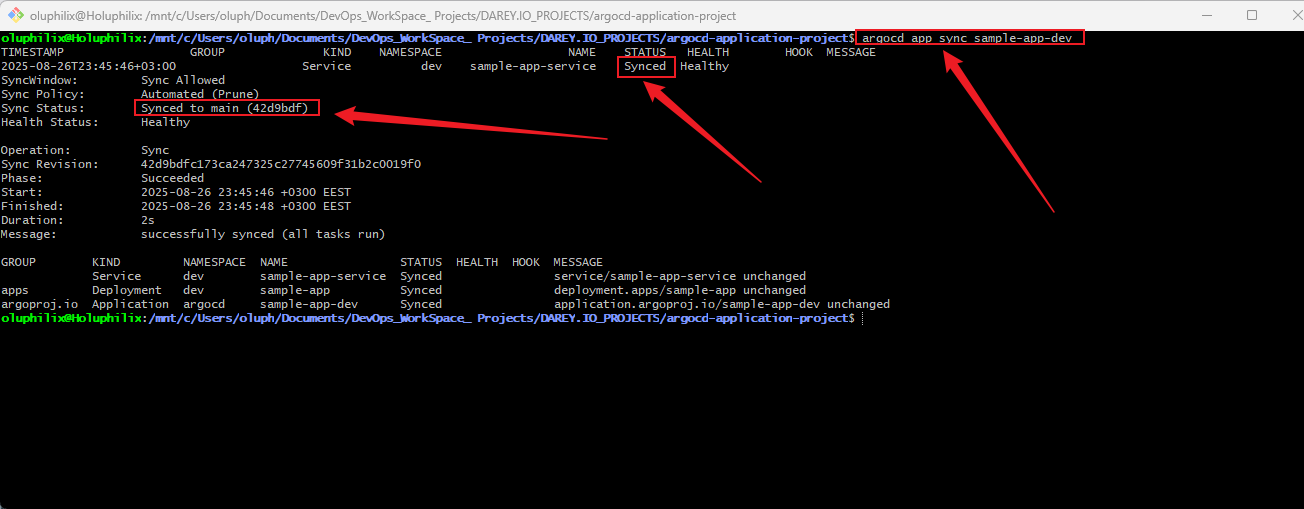 oluphilix@Holuphilix: /mnt/c/Users/oluph/Documents/DevOps_WorkSpace_ Projects/DAREY.IO_PROJECTS/argocd-application-project
oluphilix@Holuphilix:/mnt/c/Users/oluph/Documents/DevOps_WorkSpace_ Projects/DAREY.IO_PROJECTS/argocd-application-project$ argocd app sync sample-app-dev
TIMESTAMP GROUP KIND NAMESPACE NAME STATUS HEALTH HOOK MESSAGE
2025-08-26T23:45:46+03:00 Service dev sample-app-service Synced Healthy
SyncWindow: Sync Allowed
Sync Policy: Automated (Prune)
Sync Status: Synced to main (42d9bdf)
Health Status: Healthy
Operation: Sync
Sync Revision: 42d9bdfc173ca247325c27745609f31b2c0019f0
Phase: Succeeded
Start: 2025-08-26 23:45:46 +0300 EEST
Finished: 2025-08-26 23:45:48 +0300 EEST
Duration: 2s
Message: successfully synced (all tasks run)
GROUP KIND NAMESPACE NAME STATUS HEALTH HOOK MESSAGE
Service dev sample-app-service Synced service/sample-app-service unchanged
apps Deployment dev sample-app Synced deployment.apps/sample-app unchanged
argoproj.io Application argocd sample-app-dev Synced application.argoproj.io/sample-app-dev unchanged
oluphilix@Holuphilix:/mnt/c/Users/oluph/Documents/DevOps_WorkSpace_ Projects/DAREY.IO_PROJECTS/argocd-application-project$